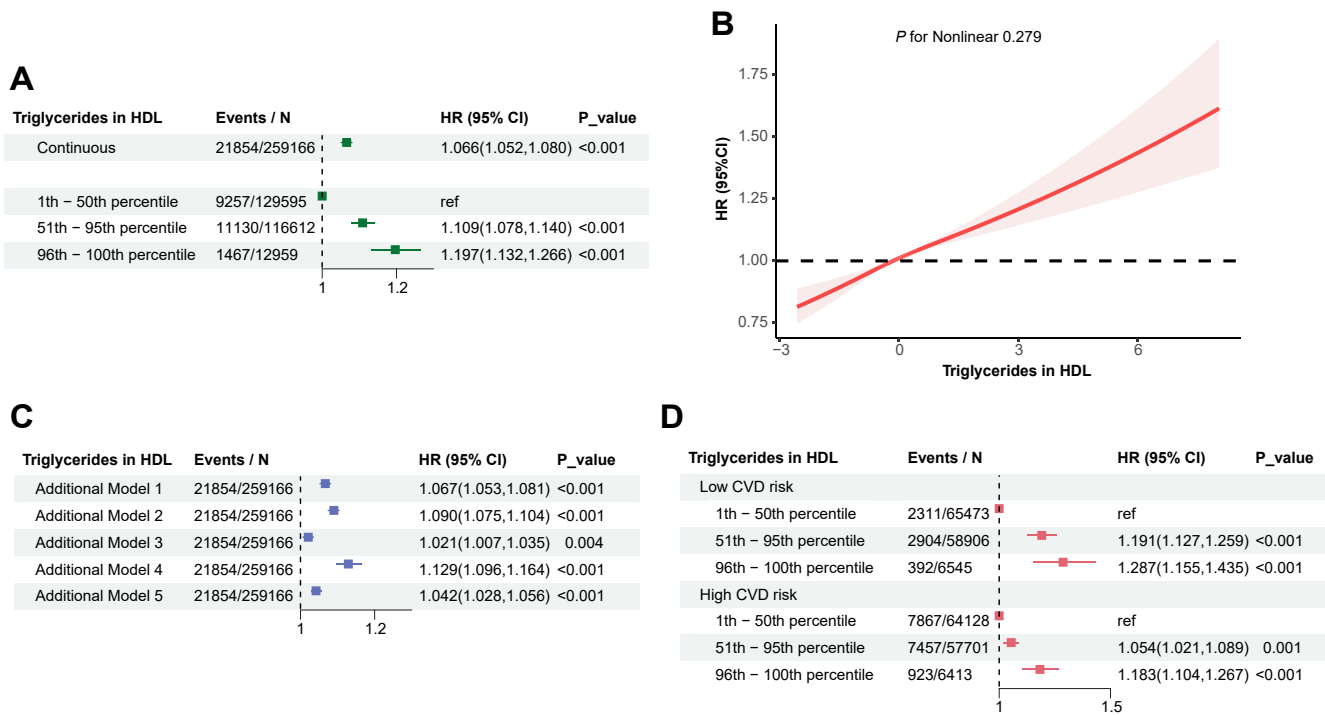 A
Triglycerides in HDL Events / N HR (95% CI) P_value
Continuous 21854/259166 1.066(1.052,1.080) <0.001
1th − 50th percentile 9257/129595 ref
51th − 95th percentile 11130/116612 1.109(1.078,1.140) <0.001
96th − 100th percentile 1467/12959 1.197(1.132,1.266) <0.001
1 1.2
B
P for Nonlinear 0.279
HR (95%CI)
1.75
1.50
1.25
1.00
0.75
−3 0 3 6
Triglycerides in HDL
C
Triglycerides in HDL Events / N HR (95% CI) P_value
Additional Model 1 21854/259166 1.067(1.053,1.081) <0.001
Additional Model 2 21854/259166 1.090(1.075,1.104) <0.001
Additional Model 3 21854/259166 1.021(1.007,1.035) 0.004
Additional Model 4 21854/259166 1.129(1.096,1.164) <0.001
Additional Model 5 21854/259166 1.042(1.028,1.056) <0.001
1 1.2
D
Triglycerides in HDL Events / N HR (95% CI) P_value
Low CVD risk
1th − 50th percentile 2311/65473 ref
51th − 95th percentile 2904/58906 1.191(1.127,1.259) <0.001
96th − 100th percentile 392/6545 1.287(1.155,1.435) <0.001
High CVD risk
1th − 50th percentile 7867/64128 ref
51th − 95th percentile 7457/57701 1.054(1.021,1.089) 0.001
96th − 100th percentile 923/6413 1.183(1.104,1.267) <0.001
1 1.5